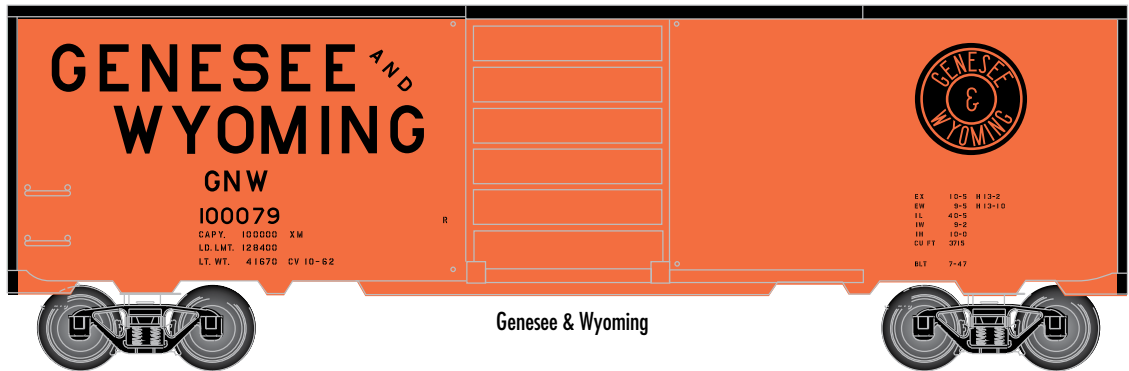 GENESEE AND
WYOMING
GNW
100079
CAPY. 100000 XM
LD. LMT. 128400
LT. WT. 41670 CV 10-62
R
GENESEE
&
WYOMING
EX 10-5 H 13-2
EW 9-5 H 13-10
IL 40-5
IW 9-2
IH 10-0
CU FT 3715
BLT 7-47
Genesee & Wyoming